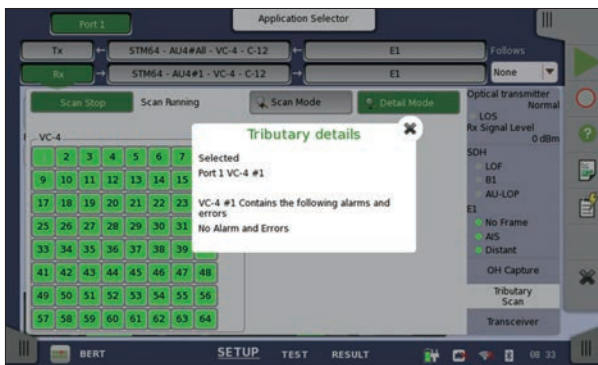 Port 1
Application Selector
Tx
STM64 - AU4#All - VC-4 - C-12
E1
Follows
Rx
STM64 - AU4#1 - VC-4 - C-12
E1
None
Scan Stop
Scan Running
Scan Mode
Detail Mode
Optical transmitter
Normal
LOS
Rx Signal Level
0 dBm
SDH
LOF
B1
AU-LOP
E1
No Frame
AIS
Distant
OH Capture
Tributary
Scan
Transceiver
VC-4
1 2 3 4 5 6 7
9 10 11 12 13 14 15
17 18 19 20 21 22 23
25 26 27 28 29 30 31
33 34 35 36 37 38 39
41 42 43 44 45 46 47 48
49 50 51 52 53 54 55 56
57 58 59 60 61 62 63 64
Tributary details
Selected
Port 1 VC-4 #1
VC-4 #1 Contains the following alarms and
errors
No Alarm and Errors
BERT
SETUP
TEST
RESULT
08 33